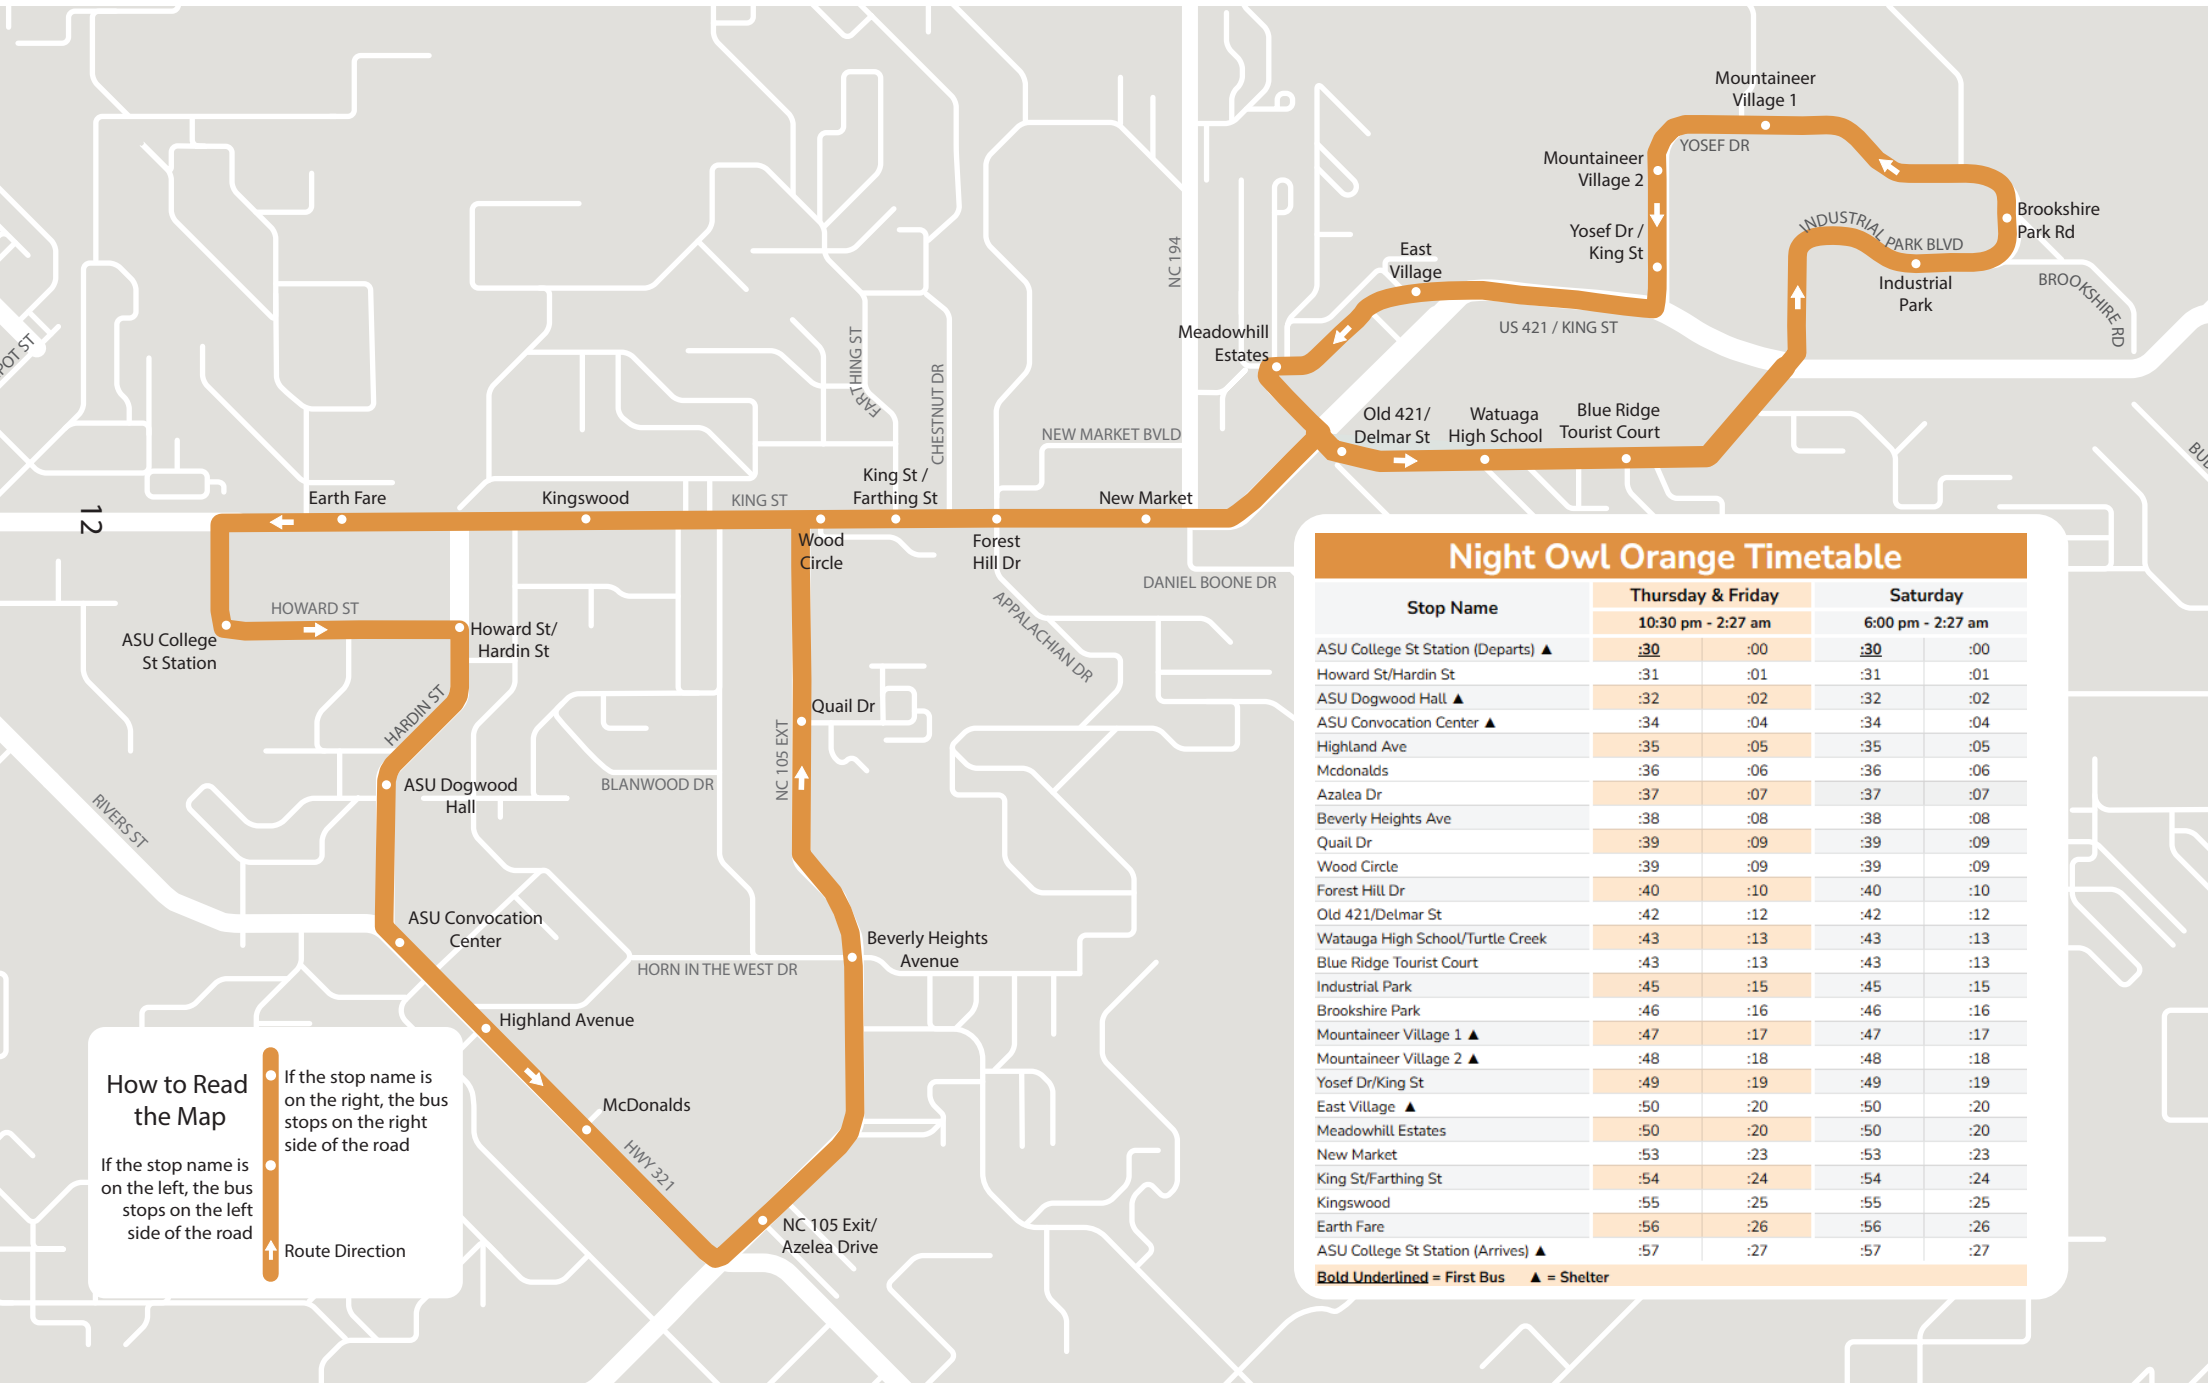 Mountaineer
Village 1
YOSEF DR
Mountaineer
Village 2
Yosef Dr /
King St
INDUSTRIAL PARK BLVD
Brookshire
Park Rd
Industrial
Park
BROOKSHIRE RD
NC 194
East
Village
US 421 / KING ST
Meadowhill
Estates
POT ST
FARTHING ST
CHESTNUT DR
NEW MARKET BVLD
Old 421/
Delmar St
Watuaga
High School
Blue Ridge
Tourist Court
Earth Fare
Kingswood
KING ST
King St /
Farthing St
New Market
12
Wood
Circle
Forest
Hill Dr
DANIEL BOONE DR
APPALACHIAN DR
HOWARD ST
ASU College
St Station
Howard St/
Hardin St
HARDIN ST
Quail Dr
NC 105 EXT
BLANWOOD DR
ASU Dogwood
Hall
RIVERS ST
ASU Convocation
Center
Beverly Heights
Avenue
HORN IN THE WEST DR
Highland Avenue
McDonalds
HWY 321
NC 105 Exit/
Azelea Drive
How to Read
the Map
If the stop name is
on the right, the bus
stops on the right
side of the road
If the stop name is
on the left, the bus
stops on the left
side of the road
Route Direction
Night Owl Orange Timetable
Stop Name Thursday & Friday Saturday
10:30 pm - 2:27 am 6:00 pm - 2:27 am
ASU College St Station (Departs) ▲ :30 :00 :30 :00
Howard St/Hardin St :31 :01 :31 :01
ASU Dogwood Hall ▲ :32 :02 :32 :02
ASU Convocation Center ▲ :34 :04 :34 :04
Highland Ave :35 :05 :35 :05
Mcdonalds :36 :06 :36 :06
Azalea Dr :37 :07 :37 :07
Beverly Heights Ave :38 :08 :38 :08
Quail Dr :39 :09 :39 :09
Wood Circle :39 :09 :39 :09
Forest Hill Dr :40 :10 :40 :10
Old 421/Delmar St :42 :12 :42 :12
Watauga High School/Turtle Creek :43 :13 :43 :13
Blue Ridge Tourist Court :43 :13 :43 :13
Industrial Park :45 :15 :45 :15
Brookshire Park :46 :16 :46 :16
Mountaineer Village 1 ▲ :47 :17 :47 :17
Mountaineer Village 2 ▲ :48 :18 :48 :18
Yosef Dr/King St :49 :19 :49 :19
East Village ▲ :50 :20 :50 :20
Meadowhill Estates :50 :20 :50 :20
New Market :53 :23 :53 :23
King St/Farthing St :54 :24 :54 :24
Kingswood :55 :25 :55 :25
Earth Fare :56 :26 :56 :26
ASU College St Station (Arrives) ▲ :57 :27 :57 :27
Bold Underlined = First Bus ▲ = Shelter